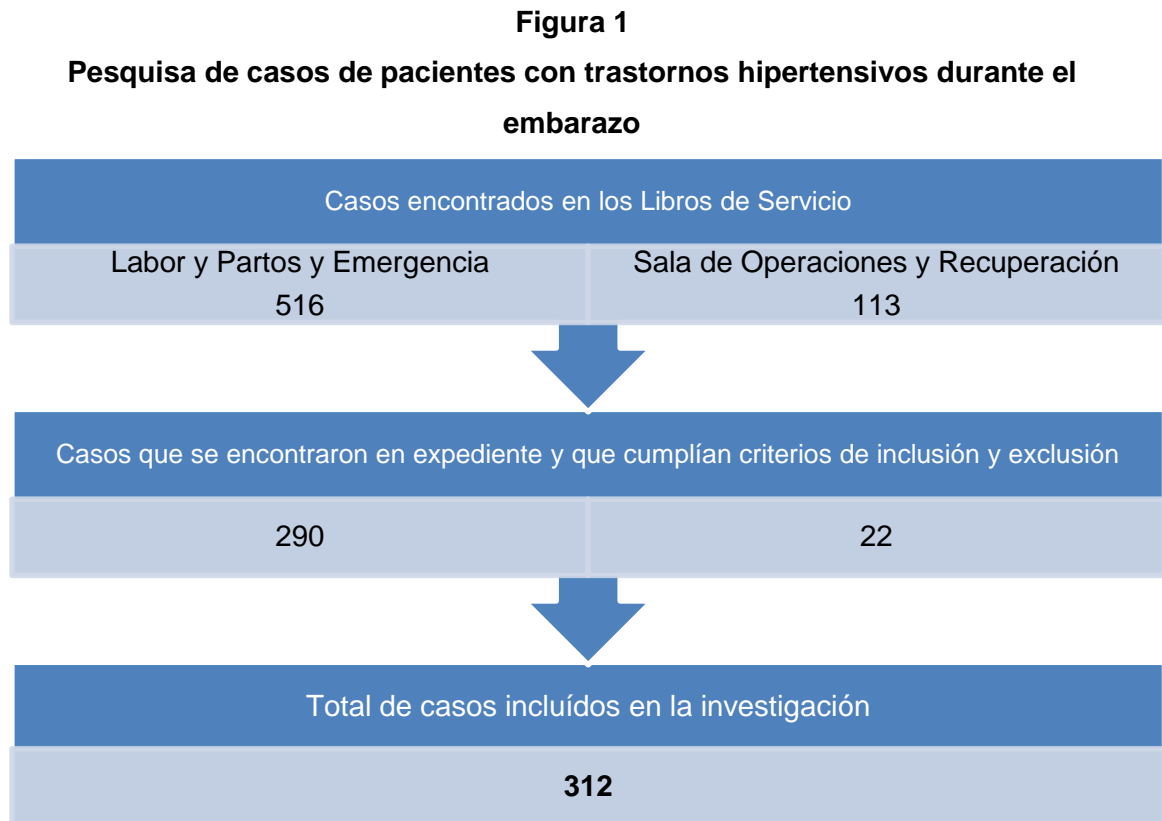 Figura 1
Pesquisa de casos de pacientes con trastornos hipertensivos durante el
embarazo
Casos encontrados en los Libros de Servicio
Labor y Partos y Emergencia
516
Sala de Operaciones y Recuperación
113
Casos que se encontraron en expediente y que cumplían criterios de inclusión y exclusión
290
22
Total de casos incluídos en la investigación
312